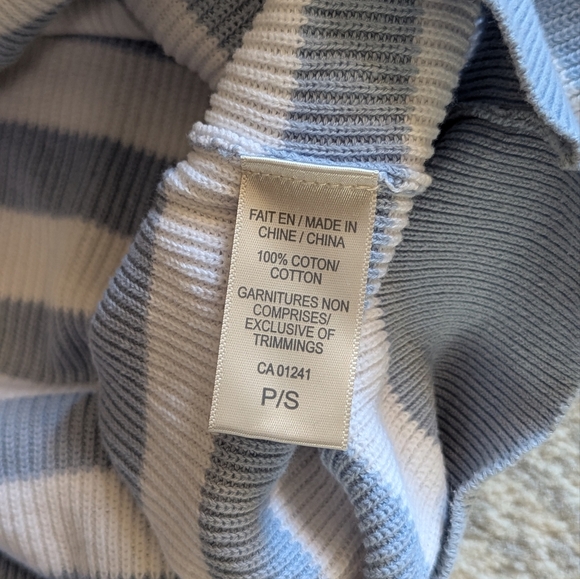 FAIT EN / MADE IN
CHINE / CHINA
100% COTON/
COTTON
GARNITURES NON
COMPRISES/
EXCLUSIVE OF
TRIMMINGS
CA 01241
P/S